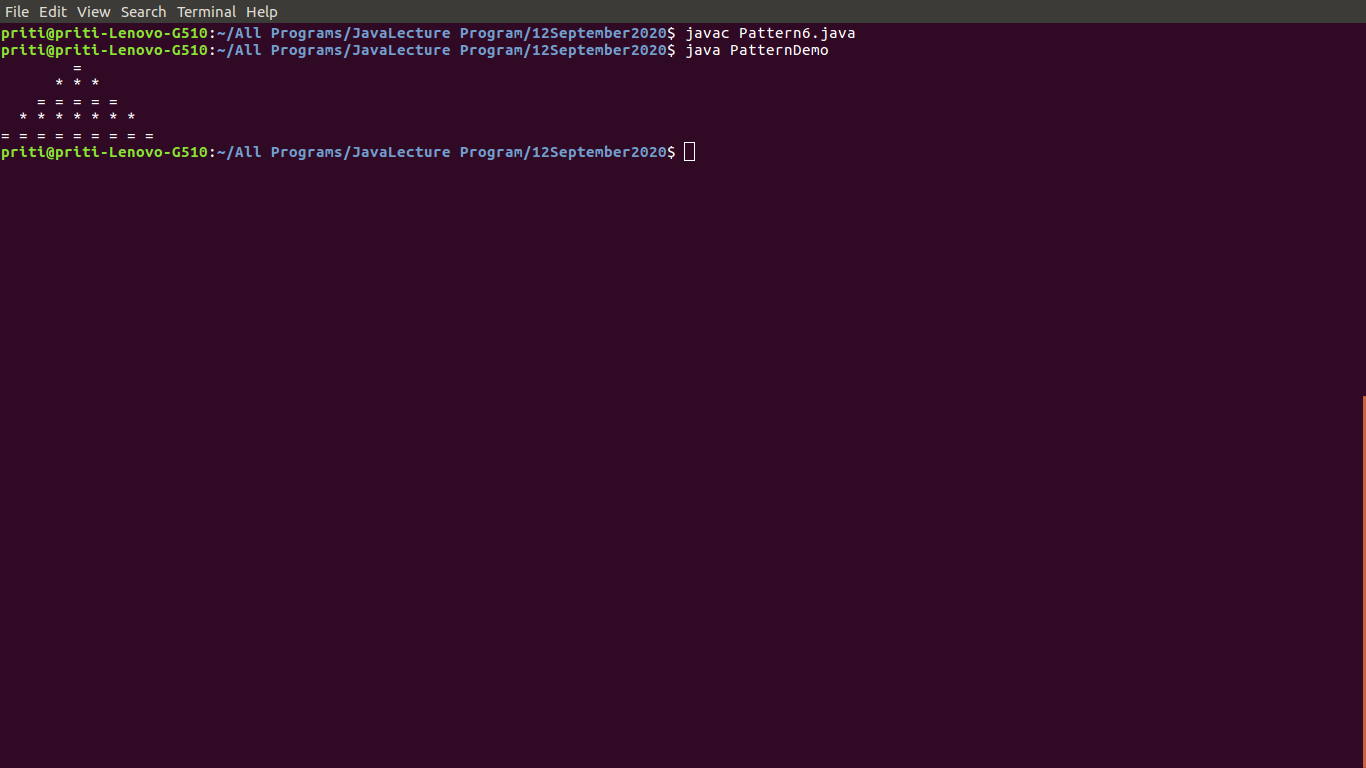 File Edit View Search Terminal Help
priti@priti-Lenovo-G510:~/All Programs/JavaLecture Program/12September2020$ javac Pattern6.java
priti@priti-Lenovo-G510:~/All Programs/JavaLecture Program/12September2020$ java PatternDemo
        =
      * * *
    = = = = =
  * * * * * * *
= = = = = = = = =
priti@priti-Lenovo-G510:~/All Programs/JavaLecture Program/12September2020$